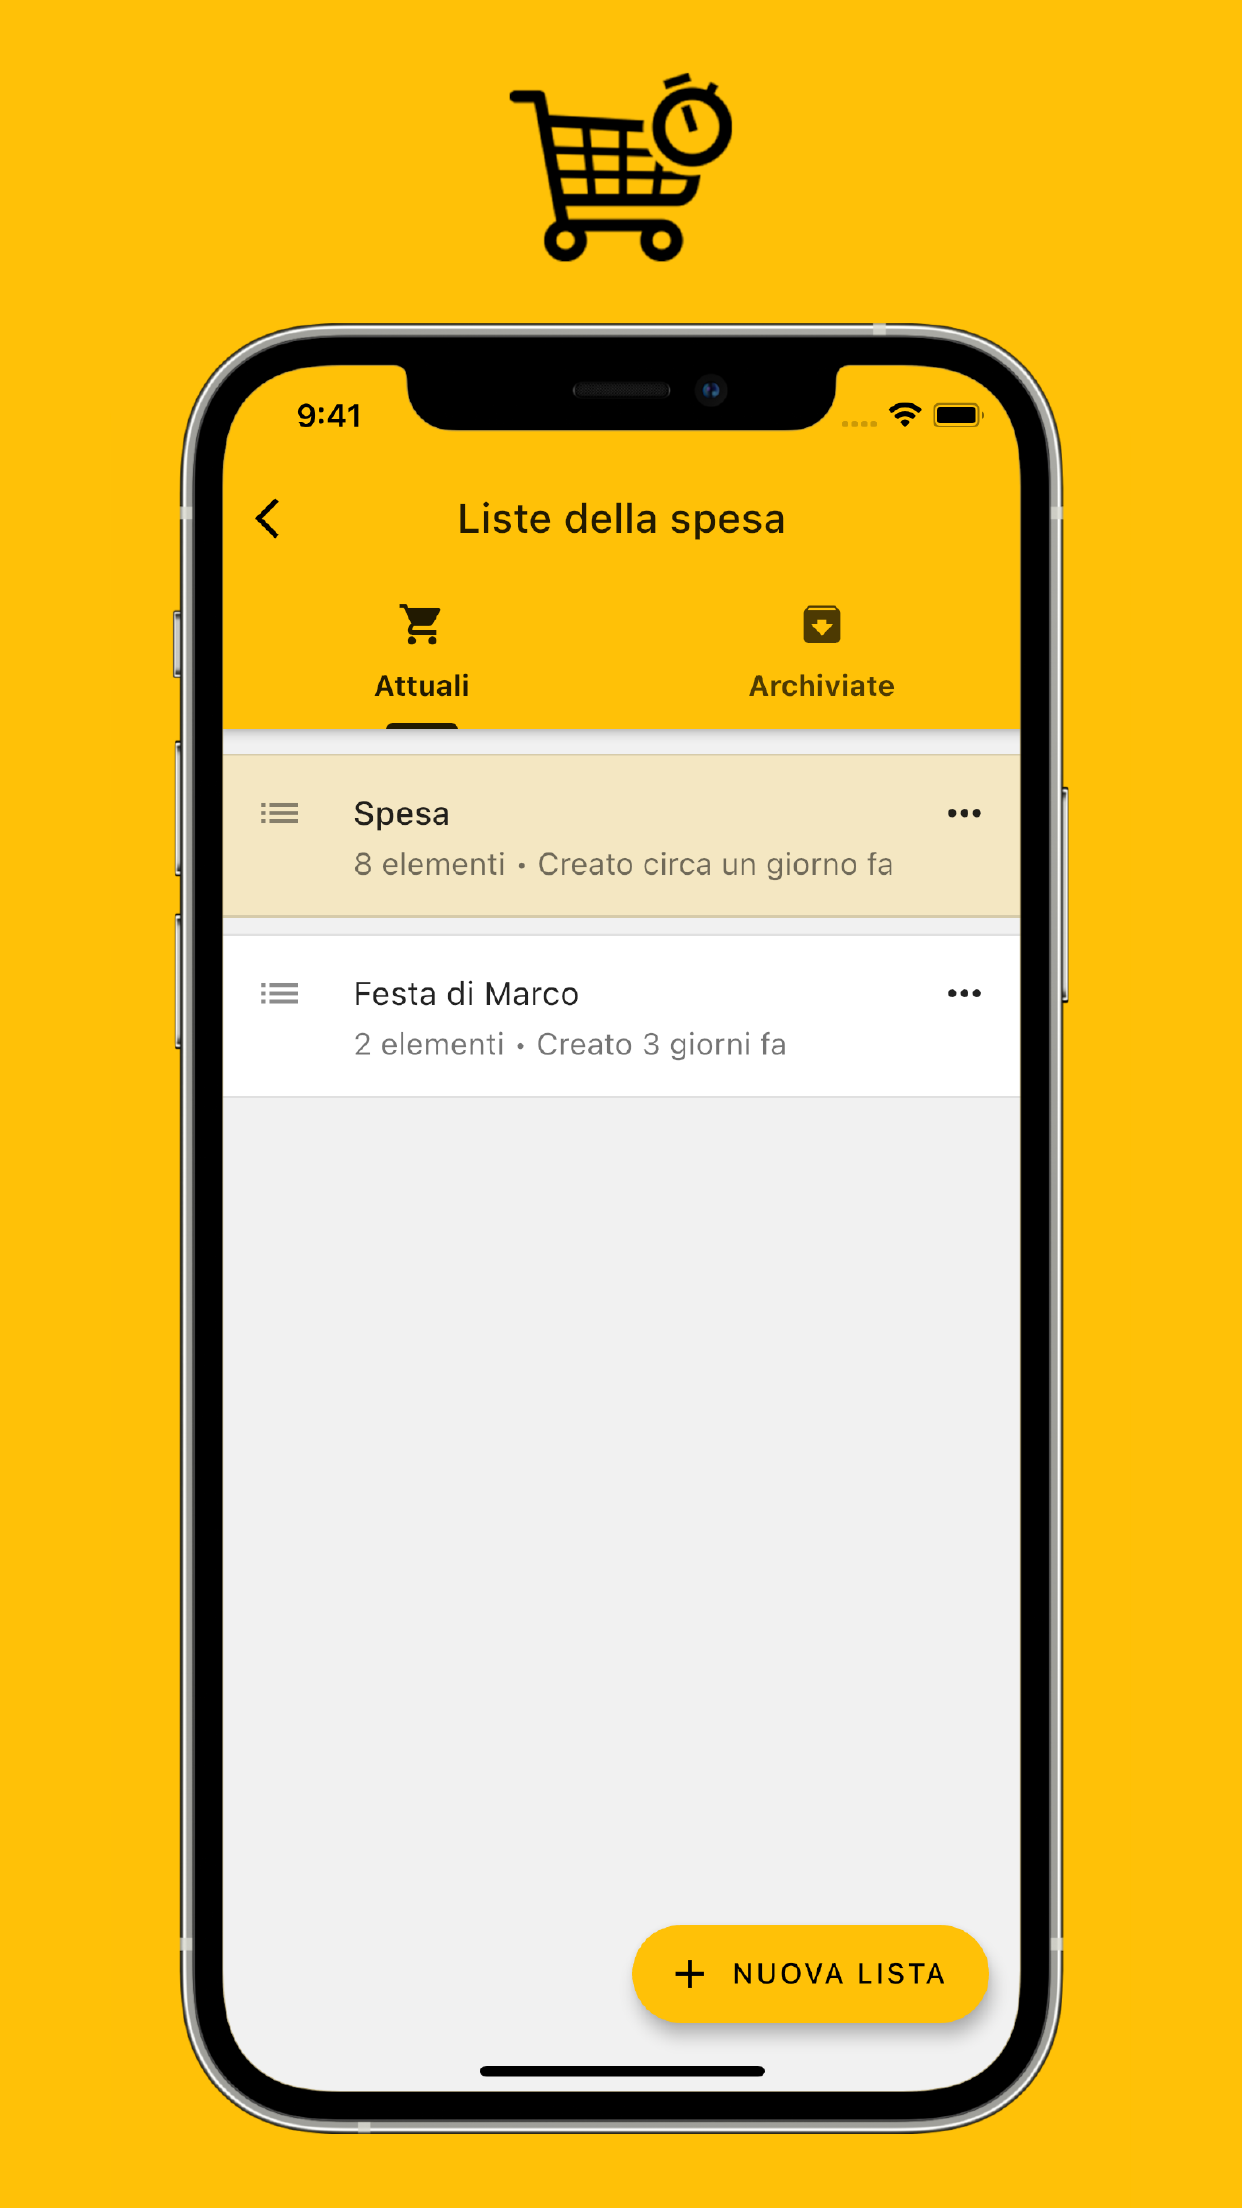 9:41
Liste della spesa
Attuali
Archiviate
Spesa
8 elementi • Creato circa un giorno fa
Festa di Marco
2 elementi • Creato 3 giorni fa
NUOVA LISTA